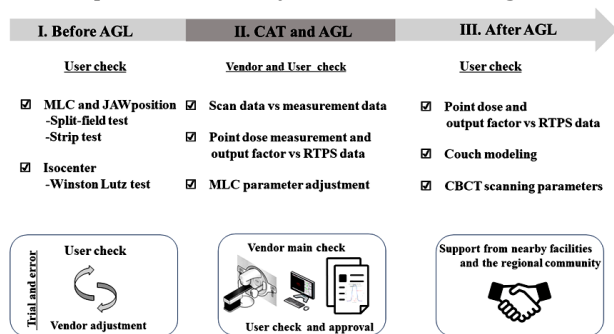 I. Before AGL
II. CAT and AGL
III. After AGL
User check
☑ MLC and JAWposition
-Split-field test
-Strip test
☑ Isocenter
-Winston Lutz test
Vendor and User check
☑ Scan data vs measurement data
☑ Point dose measurement and
output factor vs RTPS data
☑ MLC parameter adjustment
User check
☑ Point dose and
output factor vs RTPS data
☑ Couch modeling
☑ CBCT scanning parameters
Trial and error
User check
Vendor adjustment
Vendor main check
User check and approval
Support from nearby facilities
and the regional community